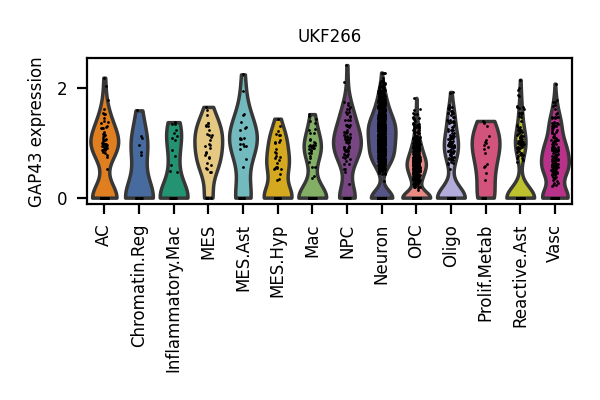 UKF266
GAP43 expression
2
0
AC
Chromatin.Reg
Inflammatory.Mac
MES
MES.Ast
MES.Hyp
Mac
NPC
Neuron
OPC
Oligo
Prolif.Metab
Reactive.Ast
Vasc